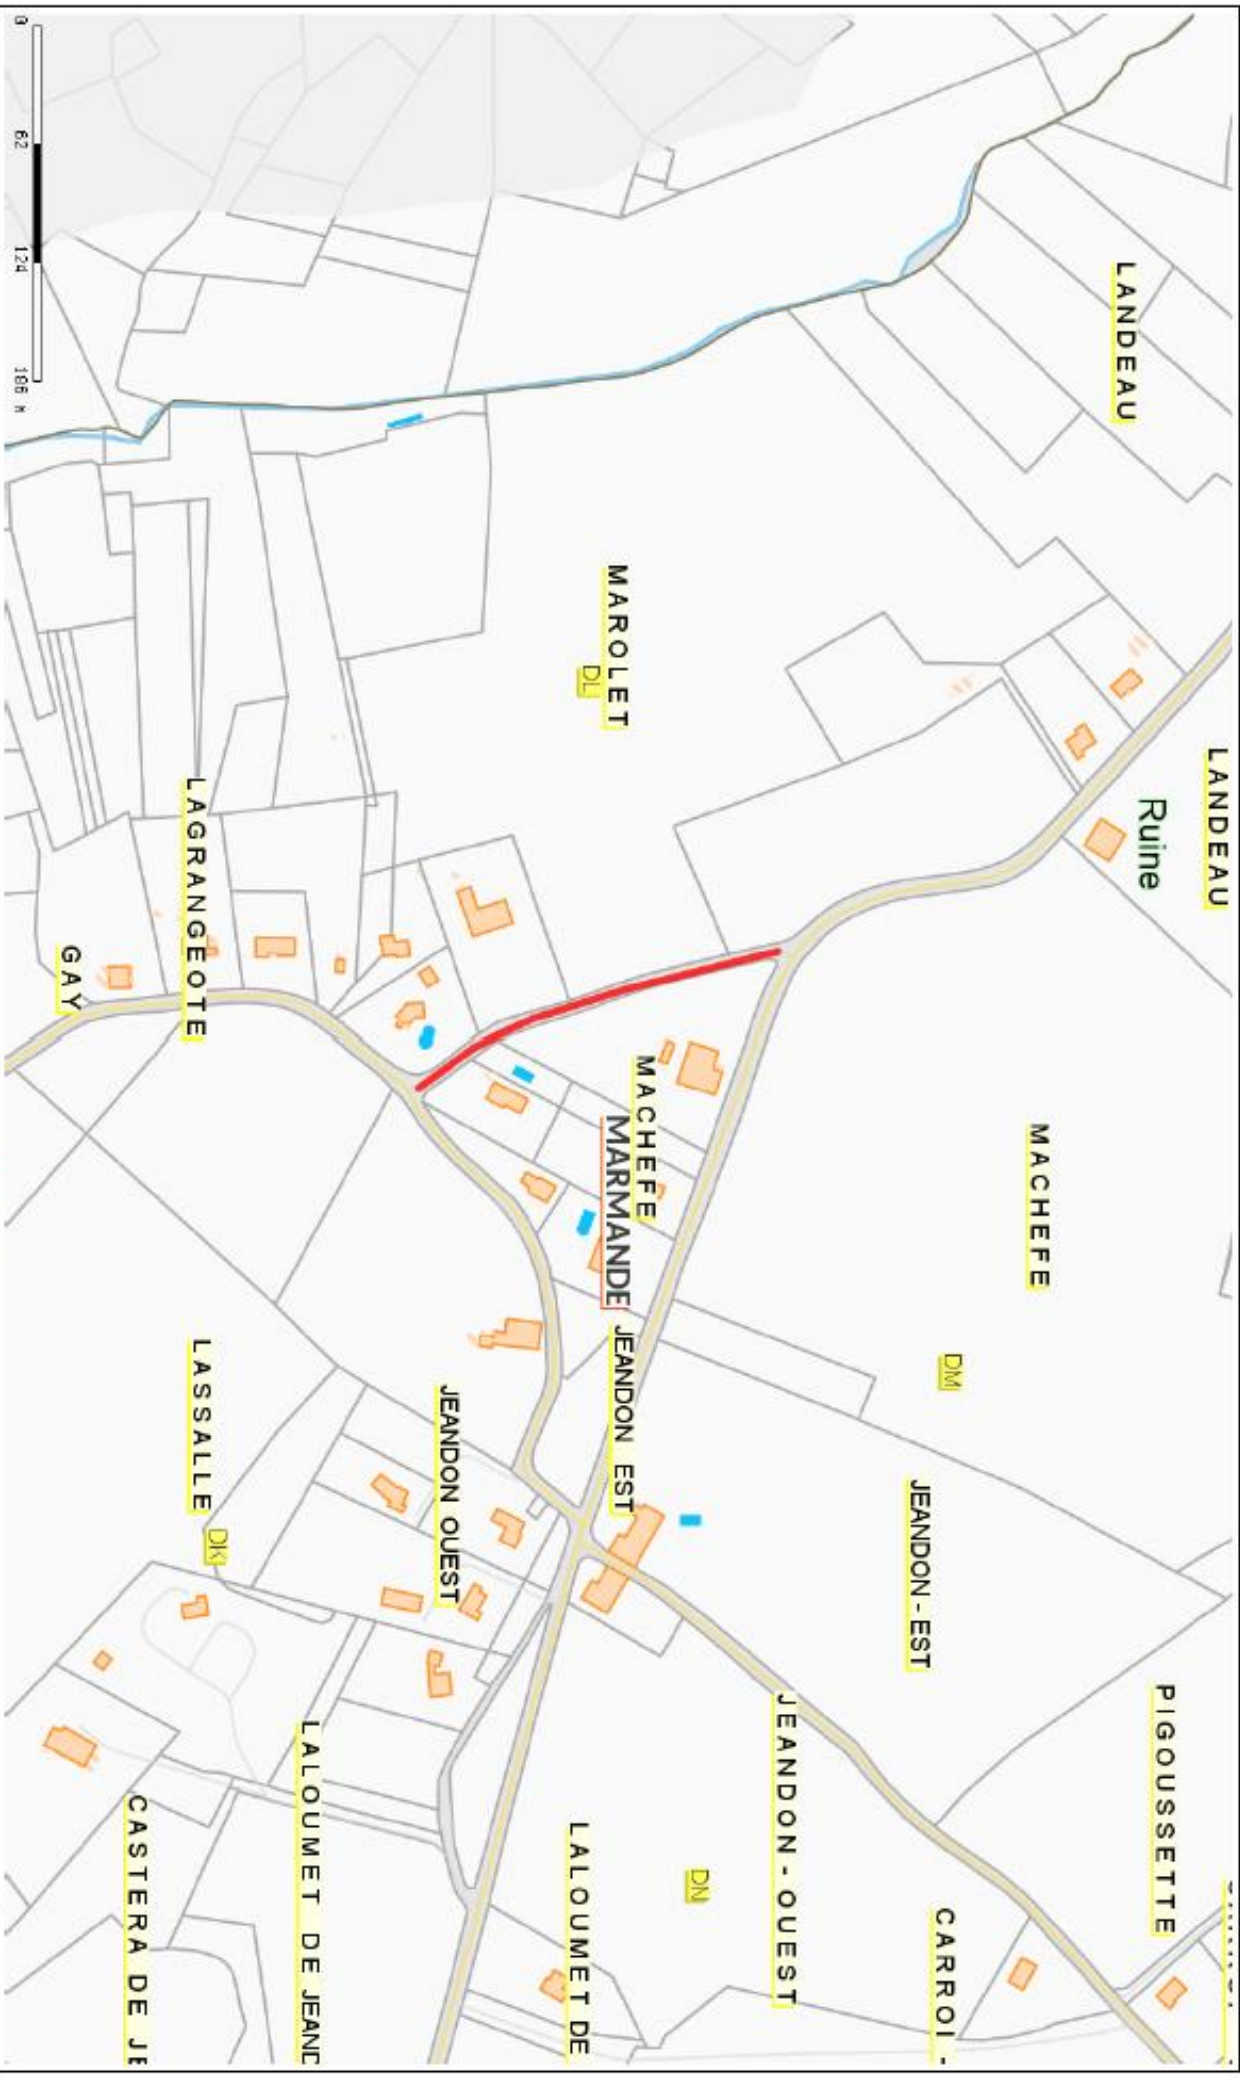 LANDEAU
PIGOUSSETTE
Ruine
LANDEAU
MACHEFE
DM
CARROI -
JEANDON - EST
JEANDON - OUEST
DN
MACHEFE
MAROLET
MARMANDE
JEANDON EST
DL
LALOUMET DE
JEANDON OUEST
LALOUMET DE JEAND
DK
LASSALLE
LAGRANGEOTE
CASTERA DE JE
GAY
0 62 124 186 m